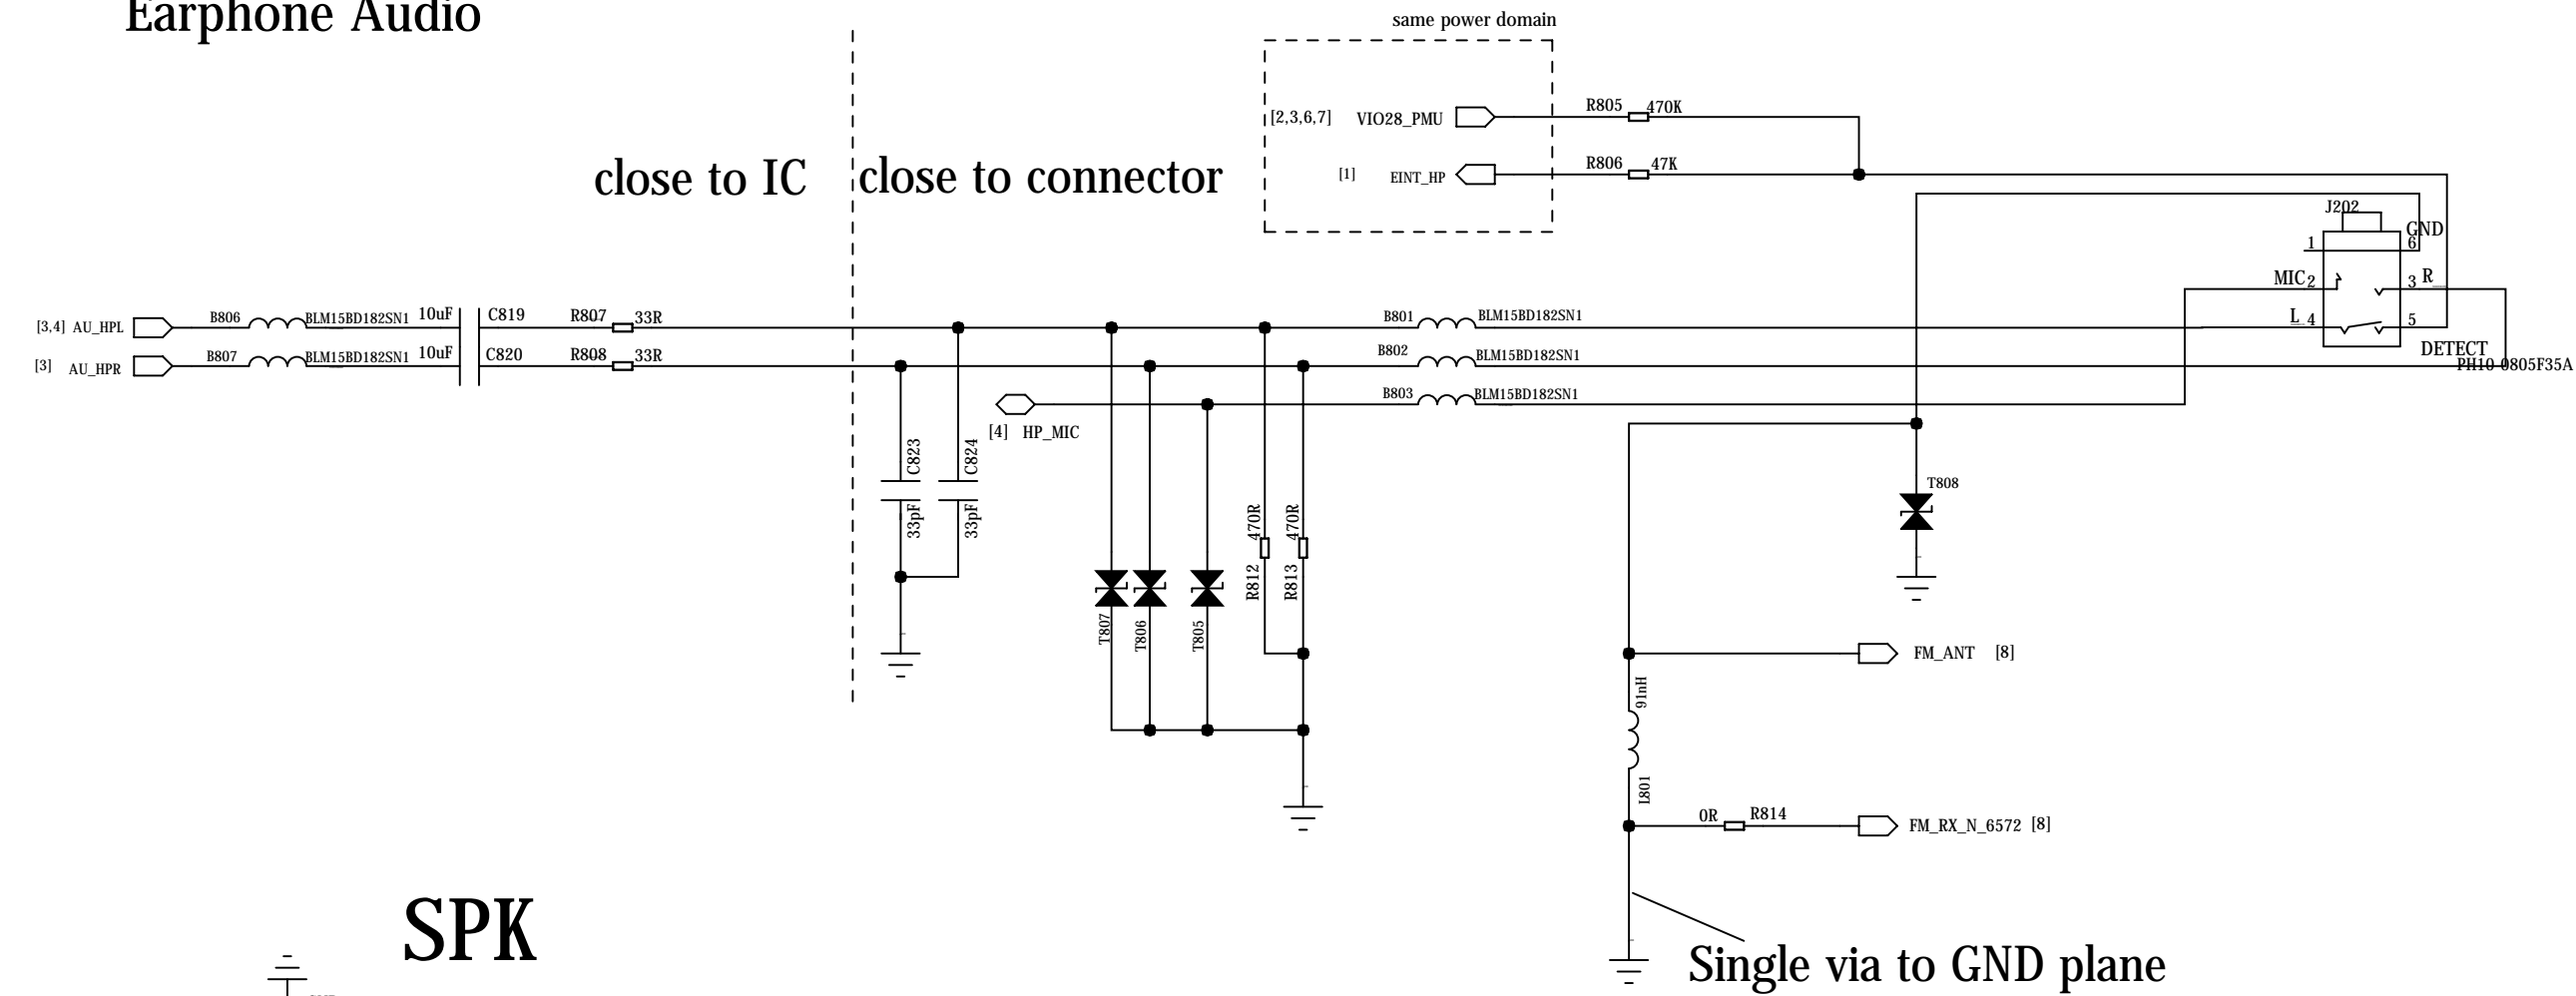 Earphone Audio
same power domain
[2,3,6,7] VIO28_PMU
R805 470K
[1] EINT_HP
R806 47K
close to IC
close to connector
J202
GND
1
6
MIC 2
3 R
L 4
5
DETECT
PH10-0805F35A
[3,4] AU_HPL
B806 BLM15BD182SN1
10uF C819
R807 33R
B801 BLM15BD182SN1
[3] AU_HPR
B807 BLM15BD182SN1
10uF C820
R808 33R
B802 BLM15BD182SN1
B803 BLM15BD182SN1
[4] HP_MIC
C823
33pF
C824
33pF
T807
T806
T805
470R
R812
470R
R813
T808
FM_ANT [8]
91nH
L801
0R R814
FM_RX_N_6572 [8]
Single via to GND plane
SPK